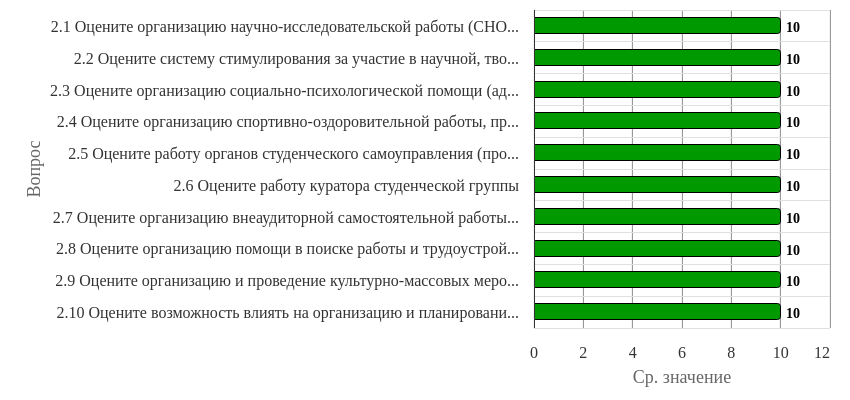 2.1 Оцените организацию научно-исследовательской работы (СНО... 10
2.2 Оцените систему стимулирования за участие в научной, тво... 10
2.3 Оцените организацию социально-психологической помощи (ад... 10
2.4 Оцените организацию спортивно-оздоровительной работы, пр... 10
2.5 Оцените работу органов студенческого самоуправления (про... 10
2.6 Оцените работу куратора студенческой группы 10
2.7 Оцените организацию внеаудиторной самостоятельной работы... 10
2.8 Оцените организацию помощи в поиске работы и трудоустрой... 10
2.9 Оцените организацию и проведение культурно-массовых меро... 10
2.10 Оцените возможность влиять на организацию и планировани... 10
Вопрос
0 2 4 6 8 10 12
Ср. значение